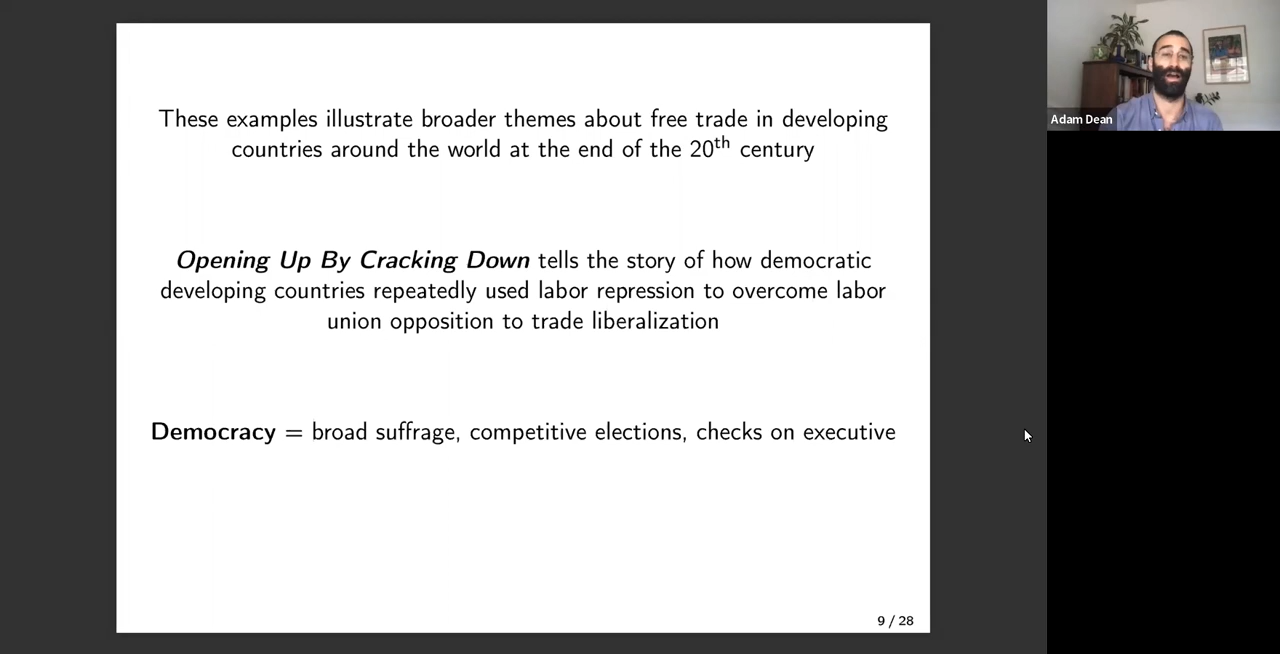 These examples illustrate broader themes about free trade in developing
countries around the world at the end of the 20th century
Opening Up By Cracking Down tells the story of how democratic
developing countries repeatedly used labor repression to overcome labor
union opposition to trade liberalization
Democracy = broad suffrage, competitive elections, checks on executive
9 / 28
Adam Dean